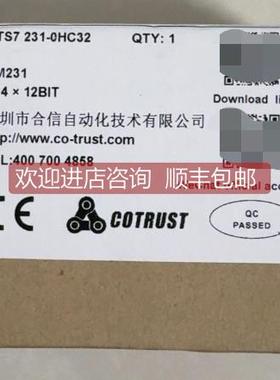 TS7 231-0HC32
QTY: 1
M231
4 × 12BIT
Download li
圳市合信自动化技术有限公司
http://www.co-trust.com
L:400 700 4858
欢迎进店咨询 顺丰包邮
CE
COTRUST
QC
PASSED